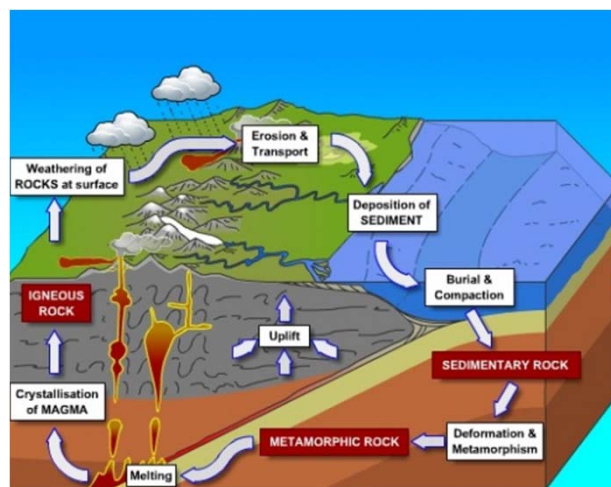 Erosion &
Transport
Weathering of
ROCKS at surface
Deposition of
SEDIMENT
Burial &
Compaction
IGNEOUS
ROCK
Uplift
SEDIMENTARY ROCK
Crystallisation
of MAGMA
Deformation &
Metamorphism
METAMORPHIC ROCK
Melting